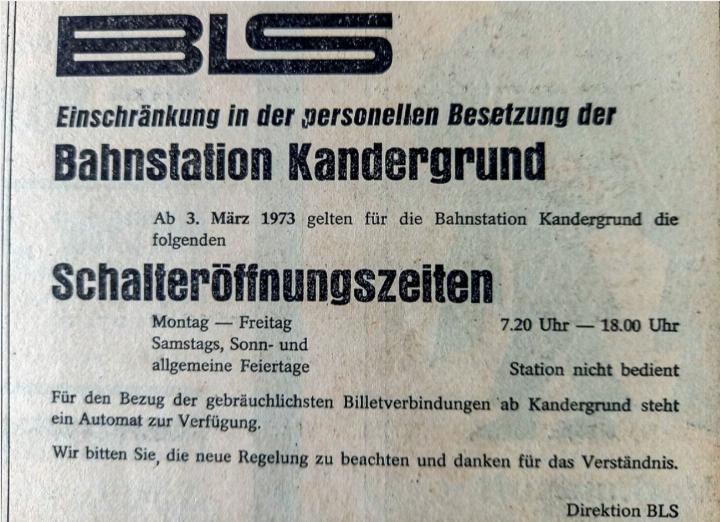 BLS
Einschränkung in der personellen Besetzung der
Bahnstation Kandergrund
Ab 3. März 1973 gelten für die Bahnstation Kandergrund die
folgenden
Schalteröffnungszeiten
Montag — Freitag 7.20 Uhr — 18.00 Uhr
Samstags, Sonn- und
allgemeine Feiertage Station nicht bedient
Für den Bezug der gebräuchlichsten Billetverbindungen ab Kandergrund steht
ein Automat zur Verfügung.
Wir bitten Sie, die neue Regelung zu beachten und danken für das Verständnis.
Direktion BLS